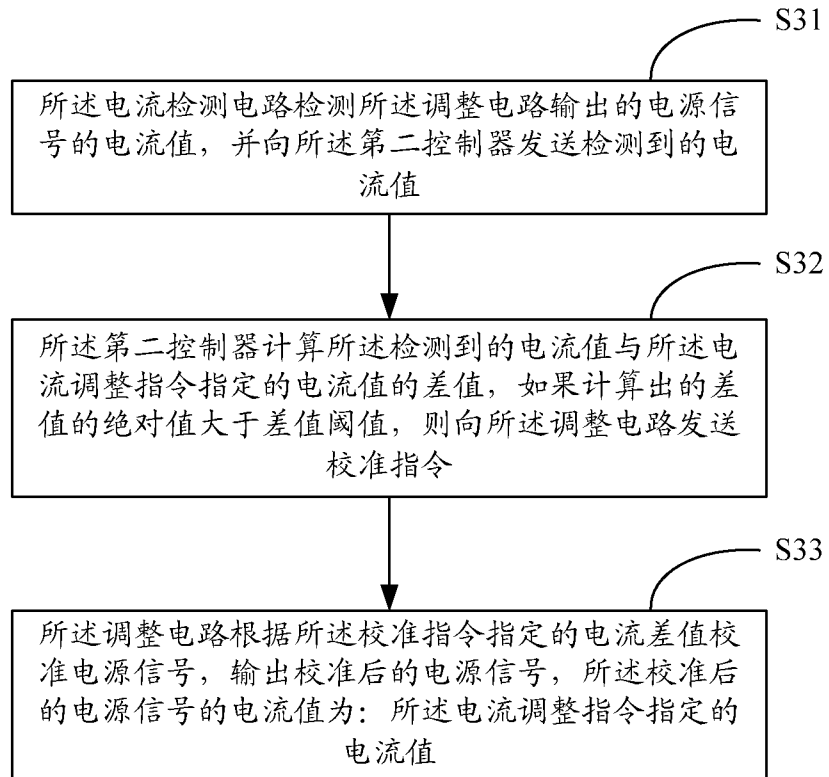 S31
所述电流检测电路检测所述调整电路输出的电源信
号的电流值，并向所述第二控制器发送检测到的电
流值
S32
所述第二控制器计算所述检测到的电流值与所述电
流调整指令指定的电流值的差值，如果计算出的差
值的绝对值大于差值阈值，则向所述调整电路发送
校准指令
S33
所述调整电路根据所述校准指令指定的电流差值校
准电源信号，输出校准后的电源信号，所述校准后
的电源信号的电流值为：所述电流调整指令指定的
电流值